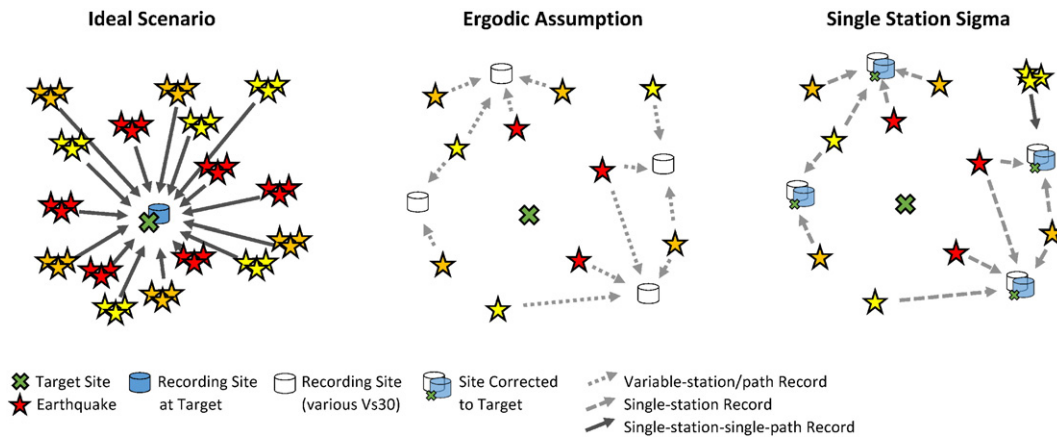 Ideal Scenario
Ergodic Assumption
Single Station Sigma
Target Site
Earthquake
Recording Site
at Target
Recording Site
(various Vs30)
Site Corrected
to Target
Variable-station/path Record
Single-station Record
Single-station-single-path Record